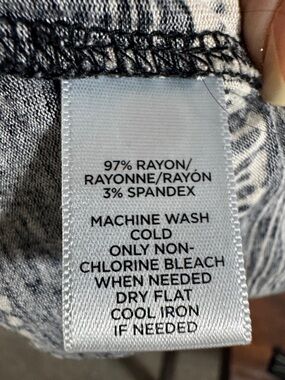 97% RAYON/
RAYONNE/RAYÓN
3% SPANDEX
MACHINE WASH
COLD
ONLY NON-
CHLORINE BLEACH
WHEN NEEDED
DRY FLAT
COOL IRON
IF NEEDED